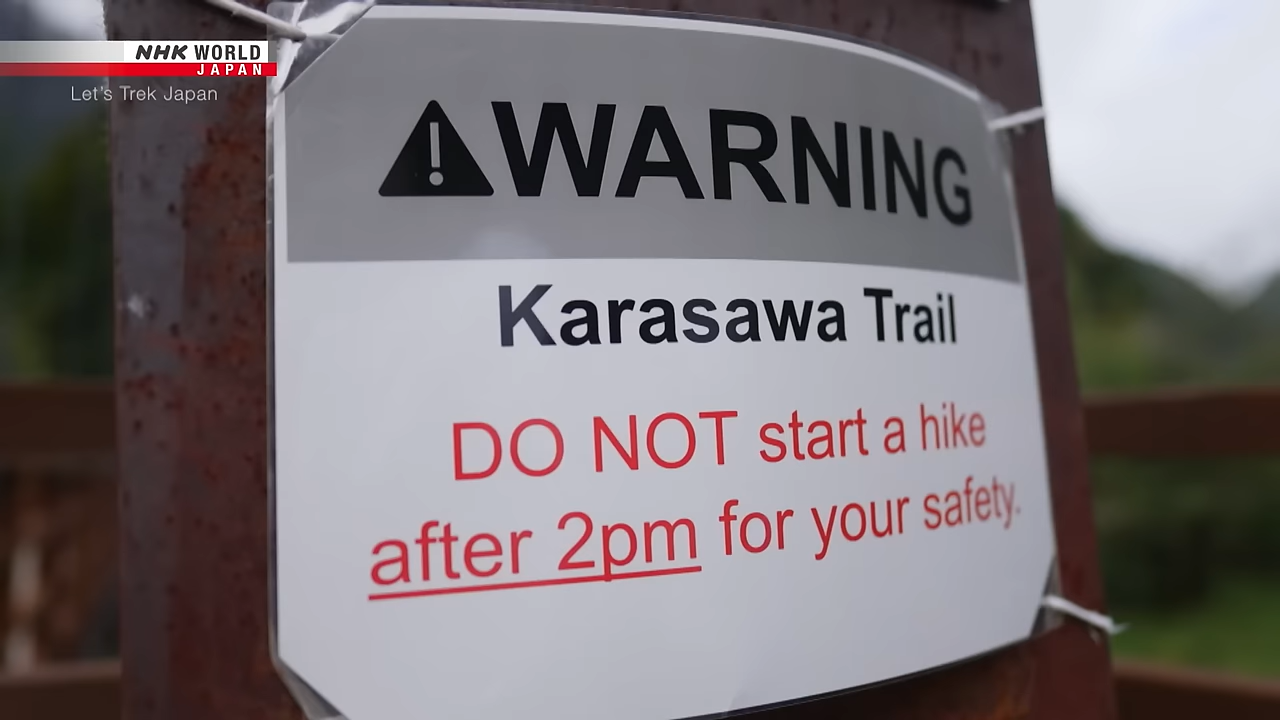 NHK WORLD
JAPAN
Let's Trek Japan
WARNING
Karasawa Trail
DO NOT start a hike
after 2pm for your safety.